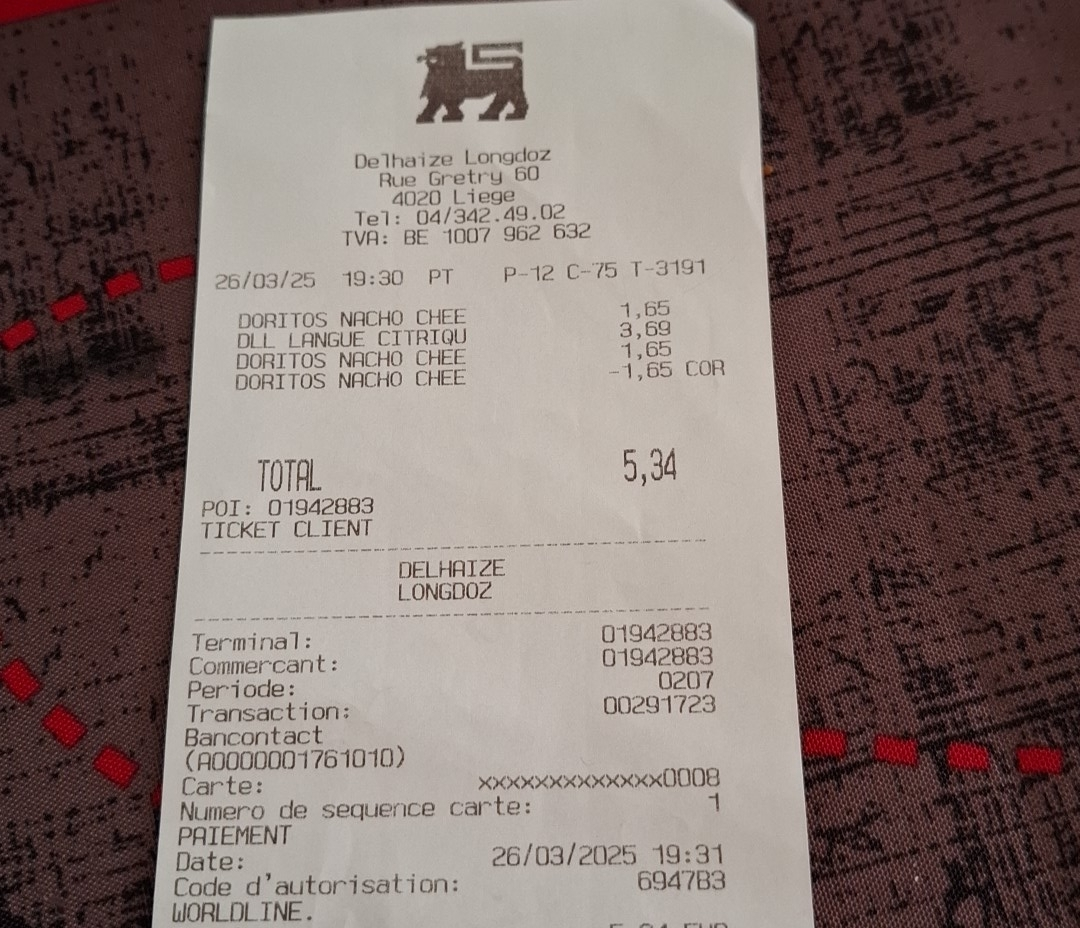 Delhaize Longdoz
Rue Gretry 60
4020 Liege
Tel: 04/342.49.02
TVA: BE 1007 962 632
26/03/25 19:30 PT P-12 C-75 T-3191
DORITOS NACHO CHEE 1,65
DLL LANGUE CITRIQU 3,69
DORITOS NACHO CHEE 1,65
DORITOS NACHO CHEE -1,65 COR
TOTAL 5,34
POI: 01942883
TICKET CLIENT
DELHAIZE
LONGDOZ
Terminal: 01942883
Commercant: 01942883
Periode: 0207
Transaction: 00291723
Bancontact
(A0000001761010)
Carte: xxxxxxxxxxxxx0008
Numero de sequence carte: 1
PAIEMENT
Date: 26/03/2025 19:31
Code d'autorisation: 6947B3
WORLDLINE.